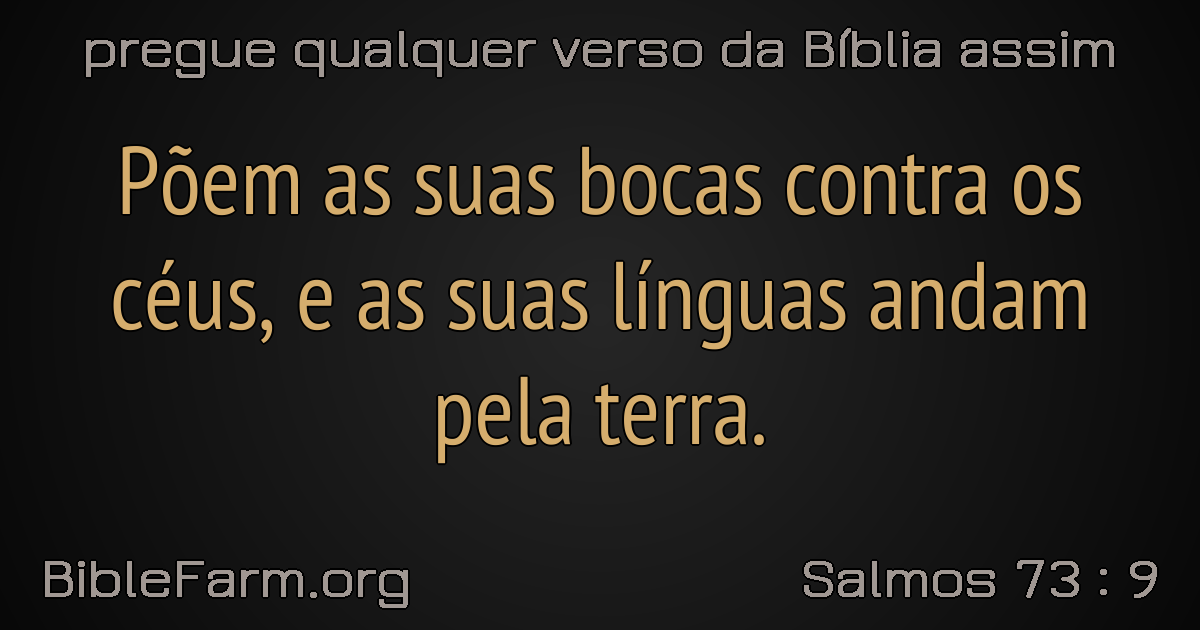 pregue qualquer verso da Bíblia assim
Põem as suas bocas contra os
céus, e as suas línguas andam
pela terra.
BibleFarm.org
Salmos 73 : 9